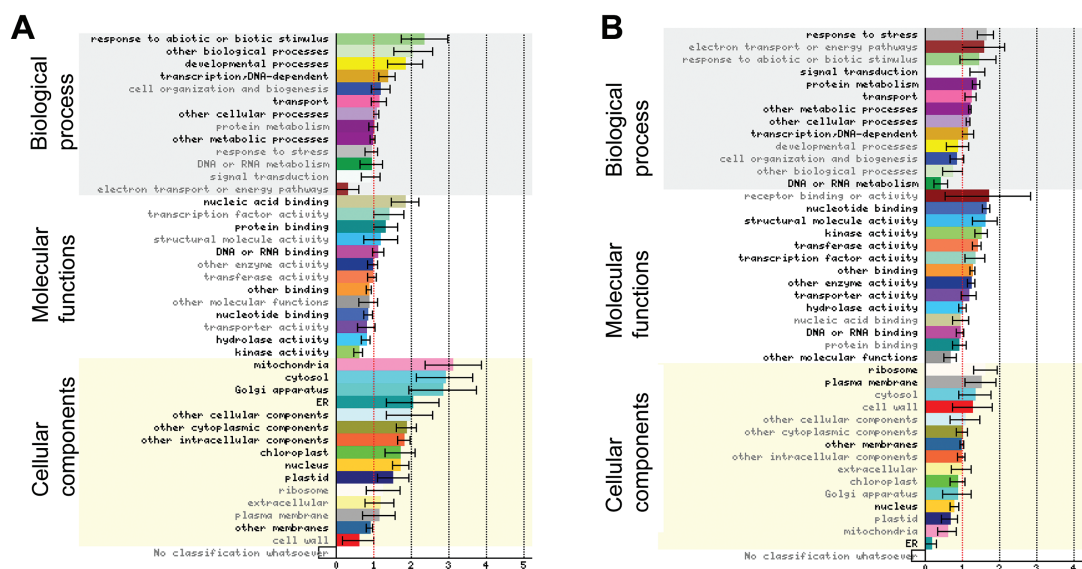 A
Biological
process
response to abiotic or biotic stimulus
other biological processes
developmental processes
transcription,DNA-dependent
cell organization and biogenesis
transport
other cellular processes
protein metabolism
other metabolic processes
response to stress
DNA or RNA metabolism
signal transduction
electron transport or energy pathways
Molecular
functions
nucleic acid binding
transcription factor activity
protein binding
structural molecule activity
DNA or RNA binding
other enzyme activity
transferase activity
other binding
other molecular functions
nucleotide binding
transporter activity
hydrolase activity
kinase activity
Cellular
components
mitochondria
cytosol
Golgi apparatus
ER
other cellular components
other cytoplasmic components
other intracellular components
chloroplast
nucleus
plastid
ribosome
extracellular
plasma membrane
other membranes
cell wall
No classification whatsoever
0 1 2 3 4 5
B
Biological
process
response to stress
electron transport or energy pathways
response to abiotic or biotic stimulus
signal transduction
protein metabolism
transport
other metabolic processes
other cellular processes
transcription,DNA-dependent
developmental processes
cell organization and biogenesis
other biological processes
DNA or RNA metabolism
Molecular
functions
receptor binding or activity
nucleotide binding
structural molecule activity
kinase activity
transferase activity
transcription factor activity
other binding
other enzyme activity
transporter activity
hydrolase activity
nucleic acid binding
DNA or RNA binding
protein binding
other molecular functions
Cellular
components
ribosome
plasma membrane
cytosol
cell wall
other cellular components
other cytoplasmic components
other membranes
other intracellular components
extracellular
chloroplast
Golgi apparatus
nucleus
plastid
mitochondria
ER
No classification whatsoever
0 1 2 3 4